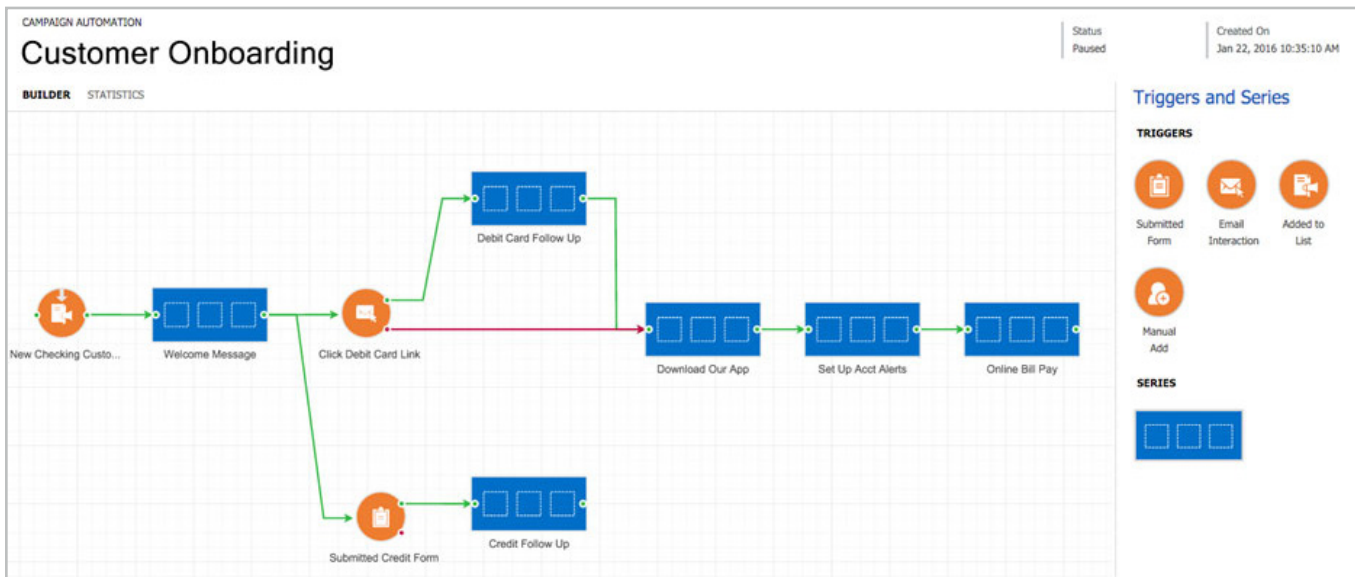 CAMPAIGN AUTOMATION
Customer Onboarding
Status
Paused
Created On
Jan 22, 2016 10:35:10 AM
BUILDER STATISTICS
Triggers and Series
TRIGGERS
Submitted
Form
Email
Interaction
Added to
List
Manual
Add
SERIES
Debit Card Follow Up
New Checking Custo...
Welcome Message
Click Debit Card Link
Download Our App
Set Up Acct Alerts
Online Bill Pay
Submitted Credit Form
Credit Follow Up